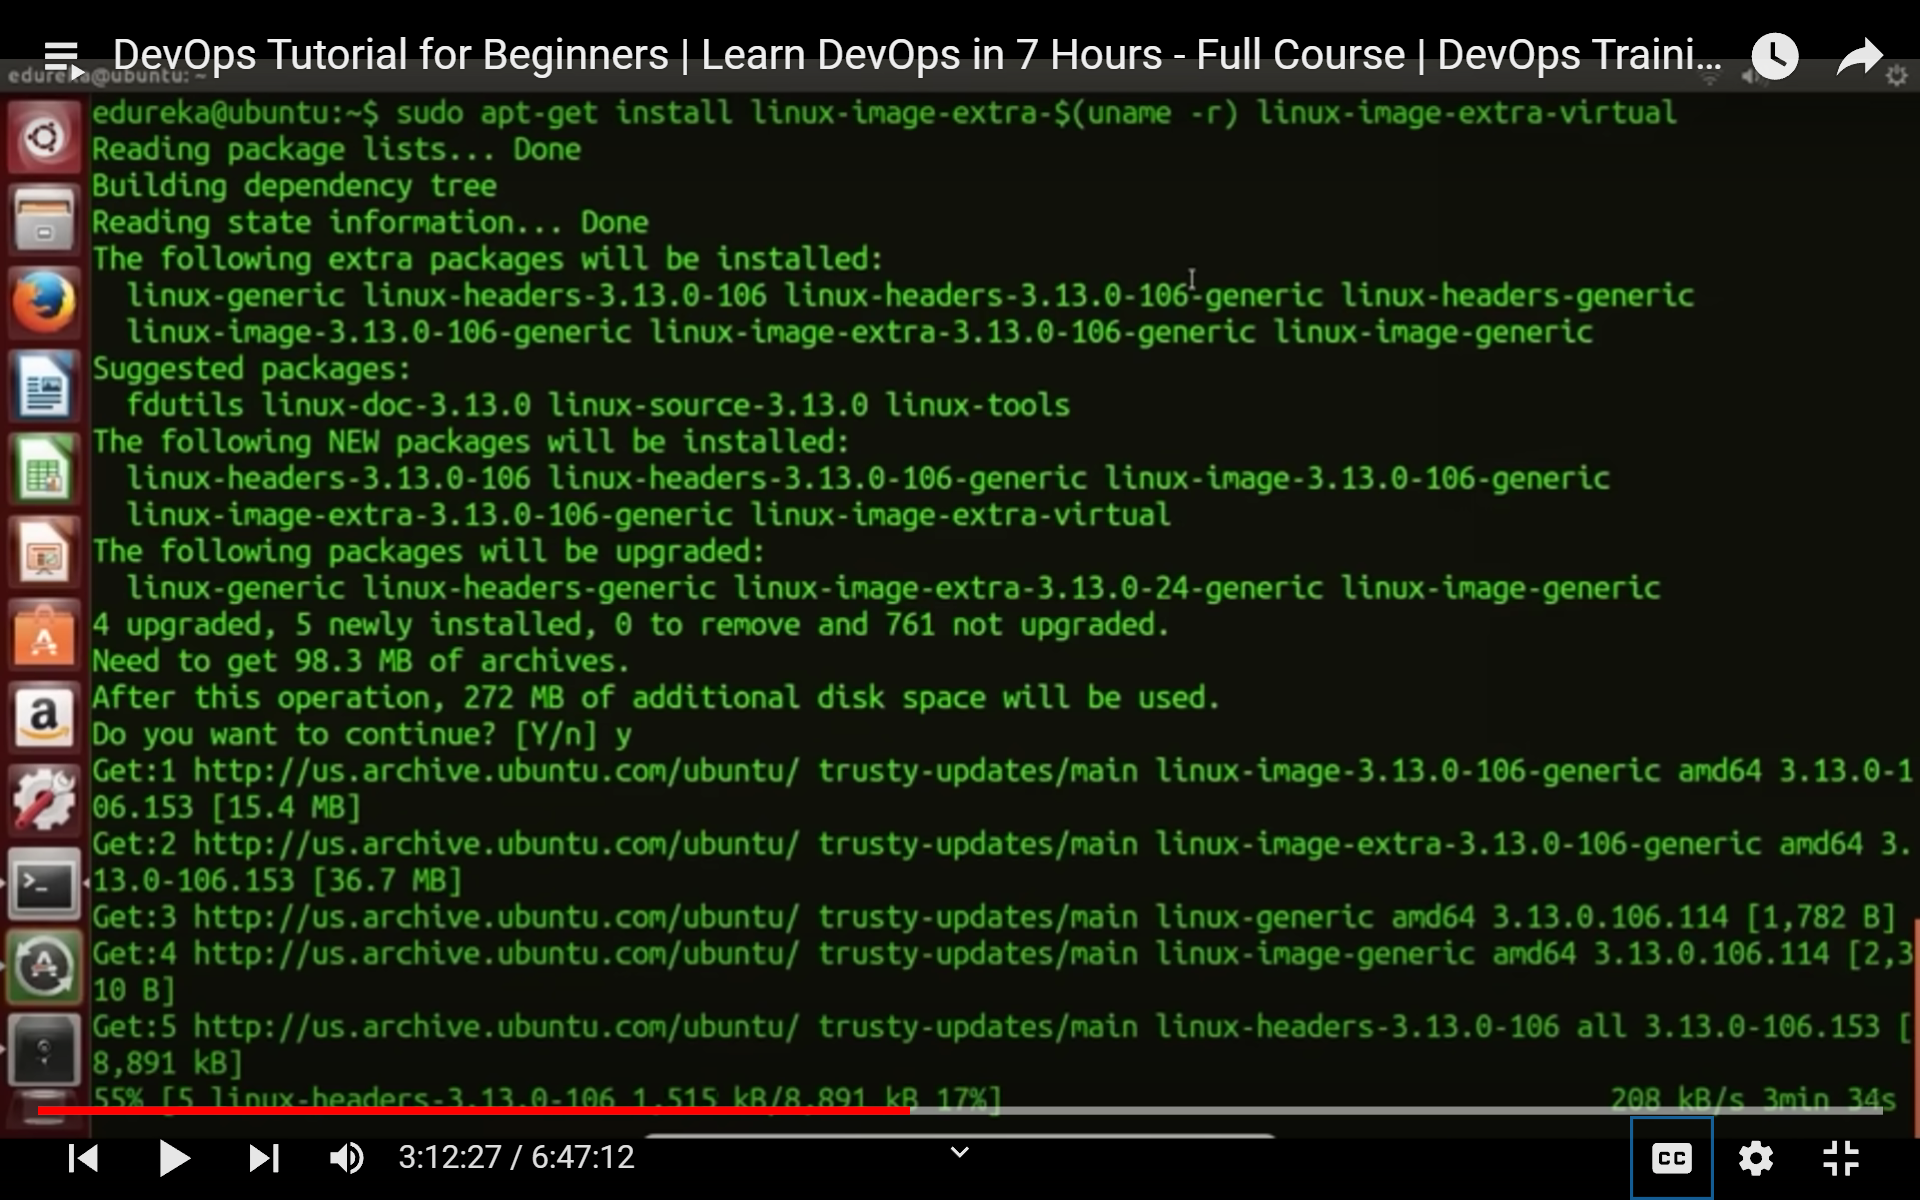 DevOps Tutorial for Beginners | Learn DevOps in 7 Hours - Full Course | DevOps Traini...
edureka@ubuntu: ~
edureka@ubuntu:~$ sudo apt-get install linux-image-extra-$(uname -r) linux-image-extra-virtual
Reading package lists... Done
Building dependency tree
Reading state information... Done
The following extra packages will be installed:
linux-generic linux-headers-3.13.0-106 linux-headers-3.13.0-106-generic linux-headers-generic
linux-image-3.13.0-106-generic linux-image-extra-3.13.0-106-generic linux-image-generic
Suggested packages:
fdutils linux-doc-3.13.0 linux-source-3.13.0 linux-tools
The following NEW packages will be installed:
linux-headers-3.13.0-106 linux-headers-3.13.0-106-generic linux-image-3.13.0-106-generic
linux-image-extra-3.13.0-106-generic linux-image-extra-virtual
The following packages will be upgraded:
linux-generic linux-headers-generic linux-image-extra-3.13.0-24-generic linux-image-generic
4 upgraded, 5 newly installed, 0 to remove and 761 not upgraded.
Need to get 98.3 MB of archives.
After this operation, 272 MB of additional disk space will be used.
Do you want to continue? [Y/n] y
Get:1 http://us.archive.ubuntu.com/ubuntu/ trusty-updates/main linux-image-3.13.0-106-generic amd64 3.13.0-1
06.153 [15.4 MB]
Get:2 http://us.archive.ubuntu.com/ubuntu/ trusty-updates/main linux-image-extra-3.13.0-106-generic amd64 3.
13.0-106.153 [36.7 MB]
Get:3 http://us.archive.ubuntu.com/ubuntu/ trusty-updates/main linux-generic amd64 3.13.0.106.114 [1,782 B]
Get:4 http://us.archive.ubuntu.com/ubuntu/ trusty-updates/main linux-image-generic amd64 3.13.0.106.114 [2,3
10 B]
Get:5 http://us.archive.ubuntu.com/ubuntu/ trusty-updates/main linux-headers-3.13.0-106 all 3.13.0-106.153 [
8,891 kB]
55% [5 linux-headers-3.13.0-106 1,515 kB/8,891 kB 17%] 208 kB/s 3min 34s
3:12:27 / 6:47:12
CC